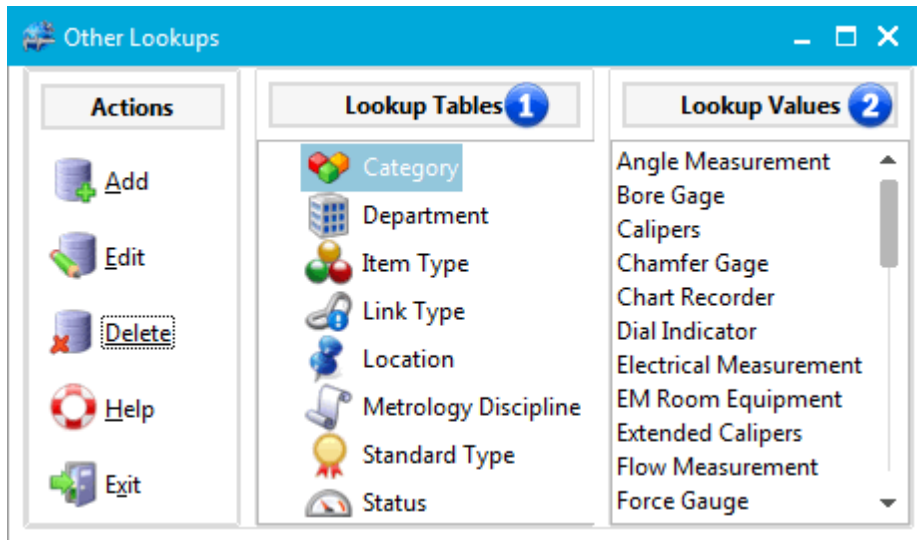 Other Lookups
Actions
Add
Edit
Delete
Help
Exit
Lookup Tables 1
Category
Department
Item Type
Link Type
Location
Metrology Discipline
Standard Type
Status
Lookup Values 2
Angle Measurement
Bore Gage
Calipers
Chamfer Gage
Chart Recorder
Dial Indicator
Electrical Measurement
EM Room Equipment
Extended Calipers
Flow Measurement
Force Gauge